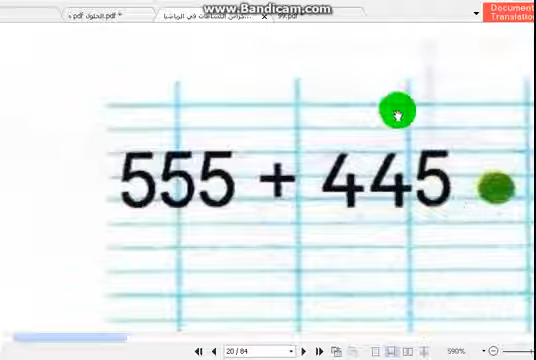 www.Bandicam.com
الحلول.pdf *
99.pdf
Document
Translation
555 + 445
20 / 84
590%